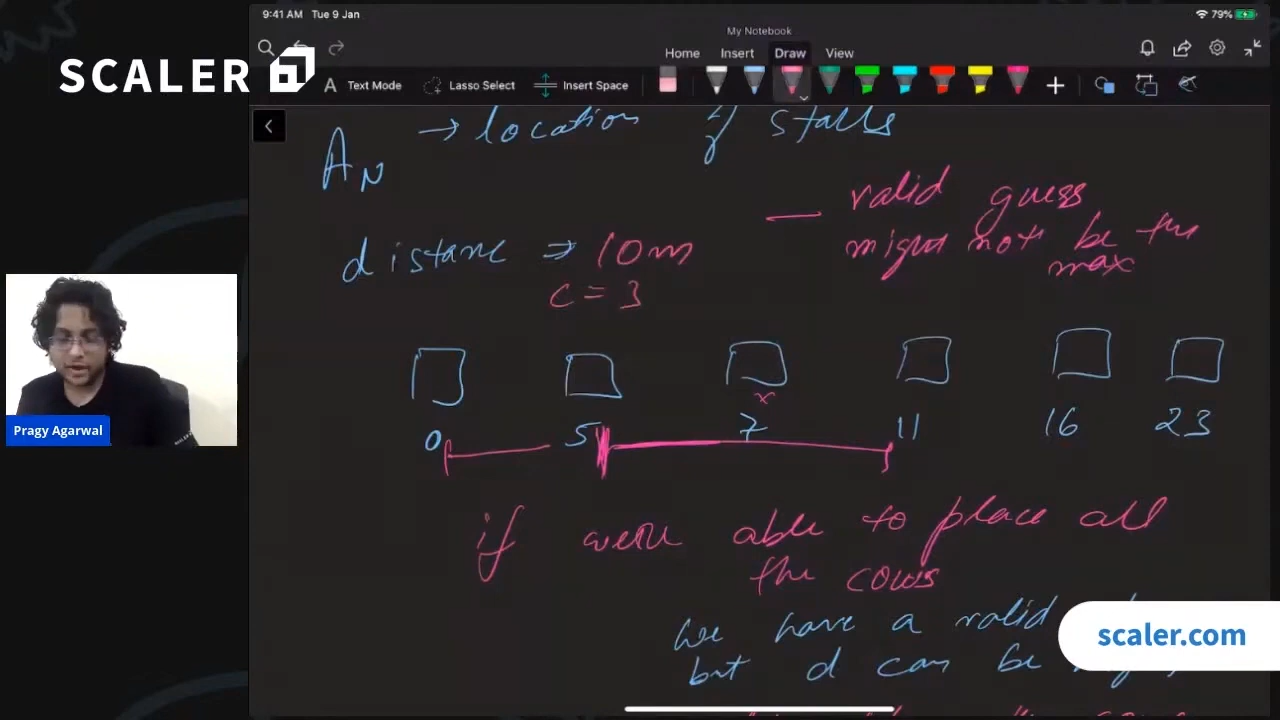 9:41 AM Tue 9 Jan
79%
My Notebook
SCALER
Home Insert Draw View
A Text Mode Lasso Select Insert Space
AN → location of stalls
distance ⇒ 10m
c = 3
— valid guess
might not be the
max
x
0 5 7 11 16 23
Pragy Agarwal
if were able to place all
the cows
we have a valid
but d can be
scaler.com